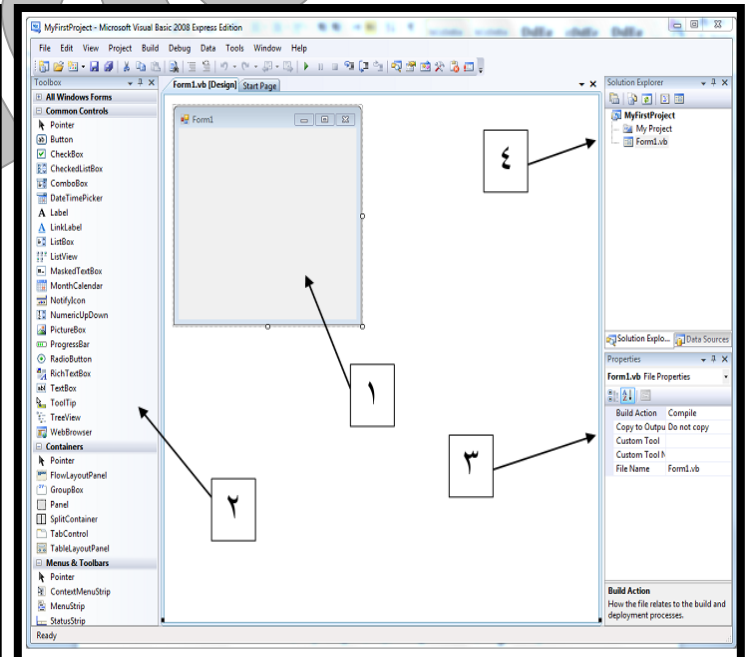 MyFirstProject - Microsoft Visual Basic 2008 Express Edition
File Edit View Project Build Debug Data Tools Window Help
Toolbox
All Windows Forms
Common Controls
Pointer
Button
CheckBox
CheckedListBox
ComboBox
DateTimePicker
Label
LinkLabel
ListBox
ListView
MaskedTextBox
MonthCalendar
NotifyIcon
NumericUpDown
PictureBox
ProgressBar
RadioButton
RichTextBox
TextBox
ToolTip
TreeView
WebBrowser
Containers
Pointer
FlowLayoutPanel
GroupBox
Panel
SplitContainer
TabControl
TableLayoutPanel
Menus & Toolbars
Pointer
ContextMenuStrip
MenuStrip
StatusStrip
Form1.vb [Design] Start Page
Form1
٤
١
٣
٢
Solution Explorer
MyFirstProject
My Project
Form1.vb
Solution Explo... Data Sources
Properties
Form1.vb File Properties
Build Action Compile
Copy to Outpu Do not copy
Custom Tool
Custom Tool N
File Name Form1.vb
Build Action
How the file relates to the build and
deployment processes.
Ready